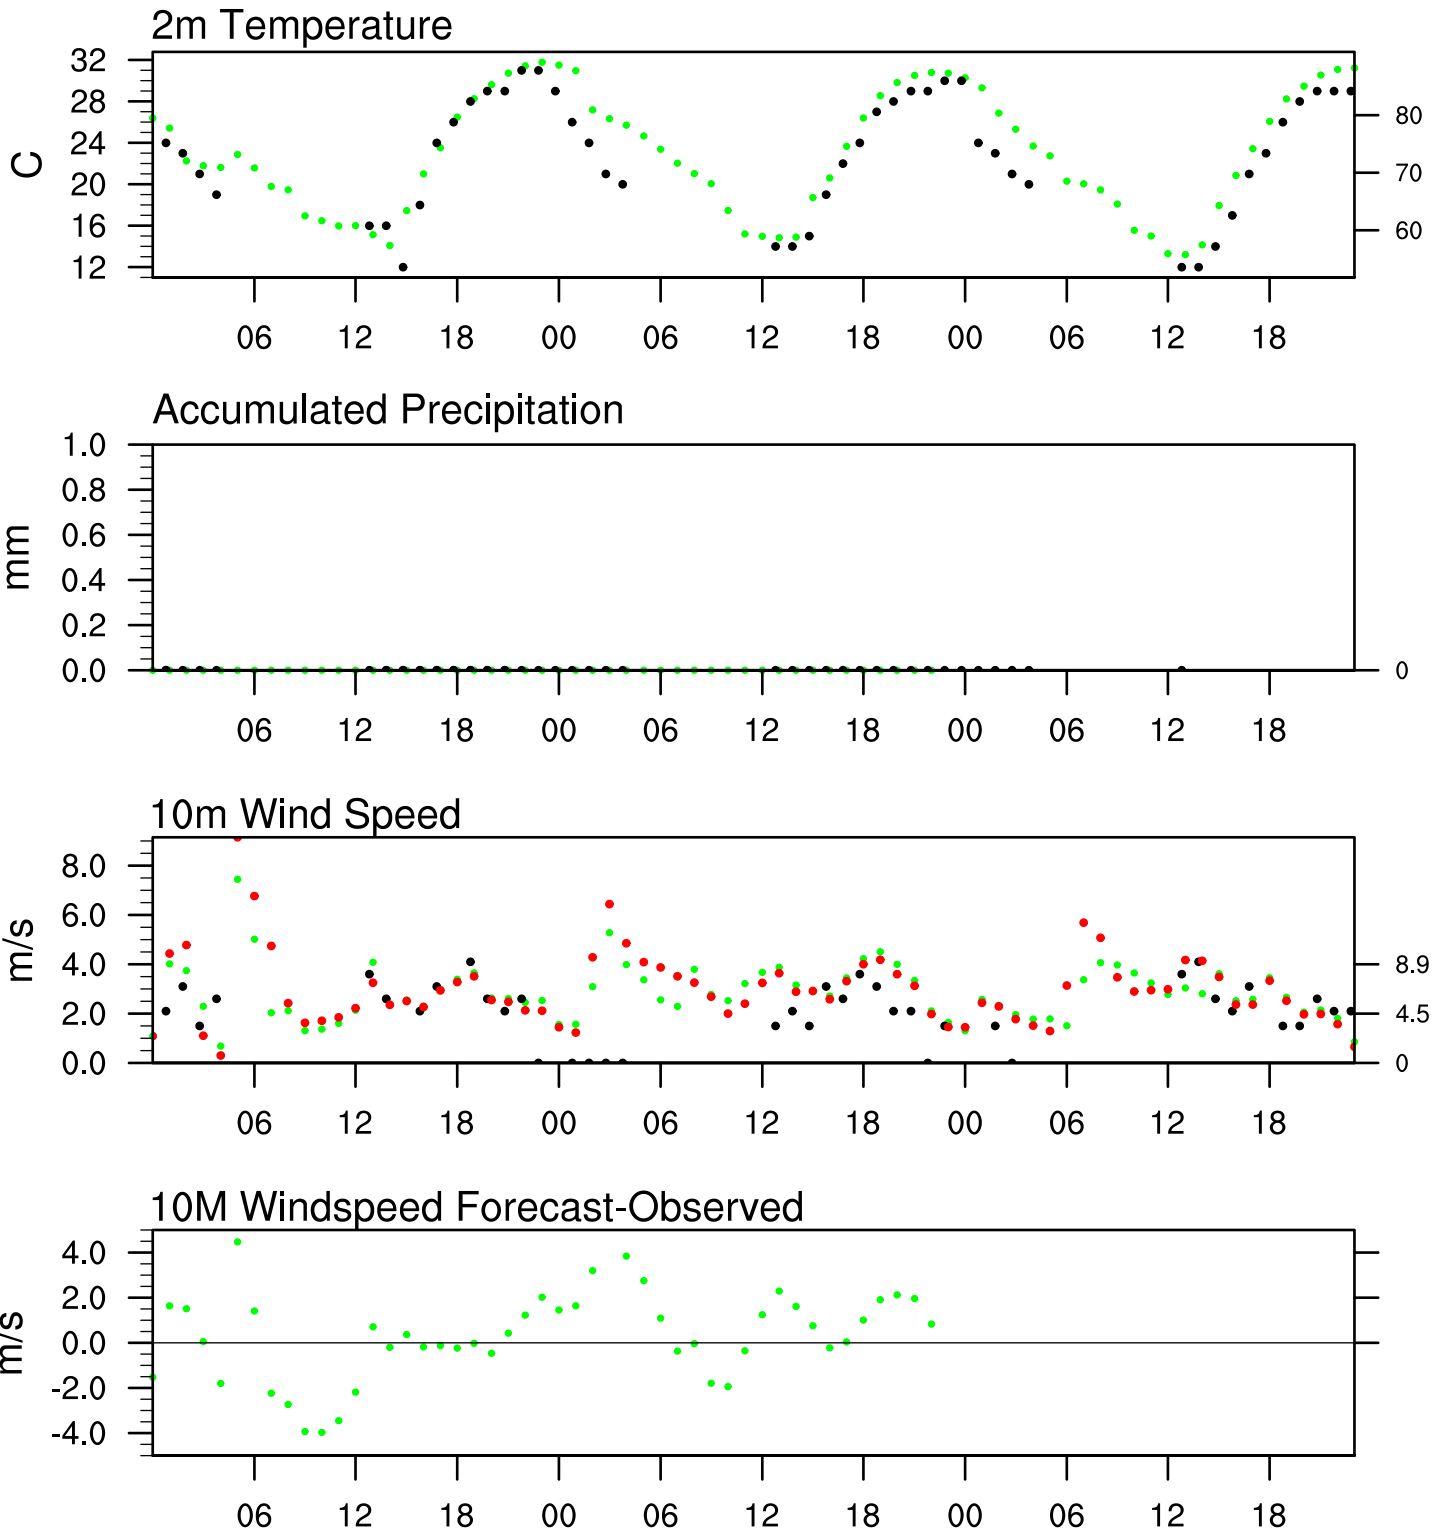 2m Temperature
32
28
24
20
16
12
C
80
70
60
06 12 18 00 06 12 18 00 06 12 18
Accumulated Precipitation
1.0
0.8
0.6
0.4
0.2
0.0
mm
0
06 12 18 00 06 12 18 00 06 12 18
10m Wind Speed
8.0
6.0
4.0
2.0
0.0
m/s
8.9
4.5
0
06 12 18 00 06 12 18 00 06 12 18
10M Windspeed Forecast-Observed
4.0
2.0
0.0
-2.0
-4.0
m/s
06 12 18 00 06 12 18 00 06 12 18